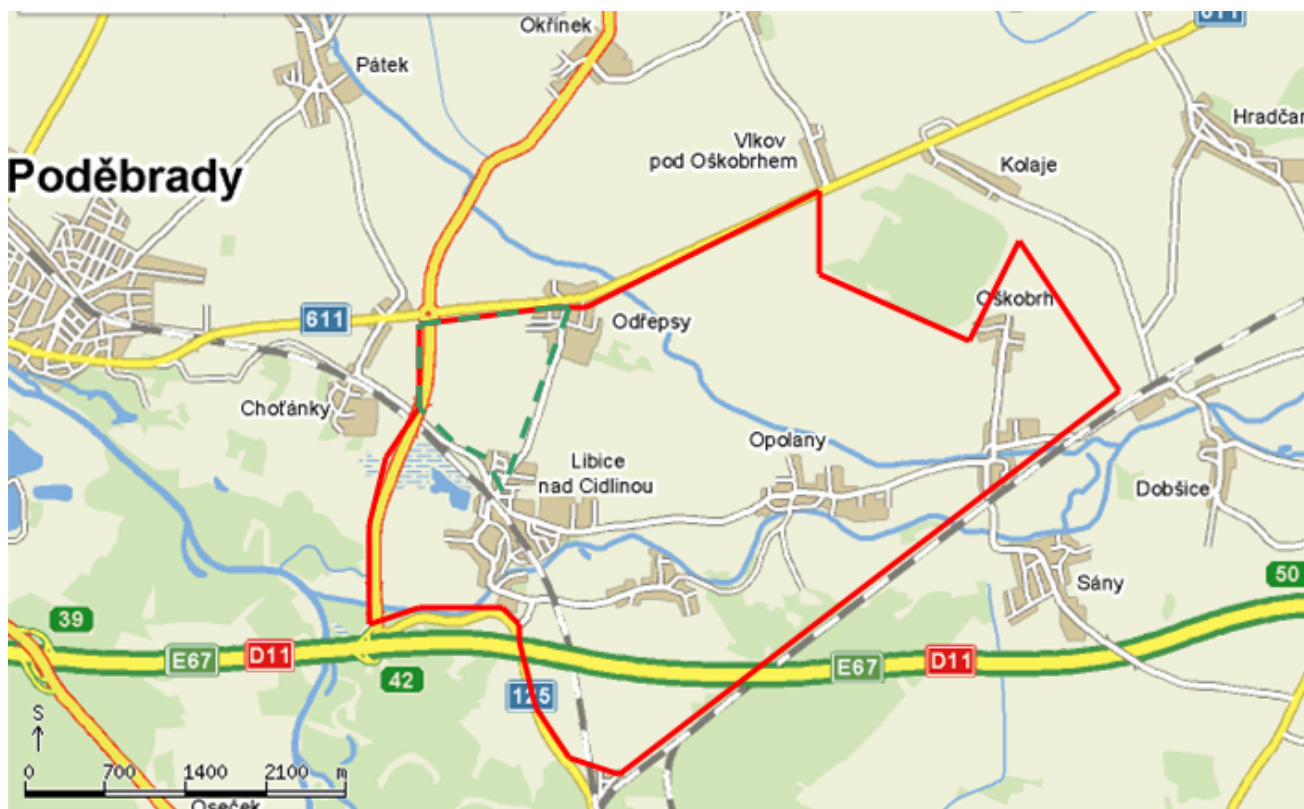 Okřínek
611
Pátek
Hradčan
Vlkov
pod Oškobrhem
Kolaje
Poděbrady
Oškobrh
611
Odřepsy
Choťánky
Opolany
Libice
nad Cidlinou
Dobšice
Sány
50
39
E67
D11
42
E67
D11
125
S
0 700 1400 2100 m
Oseček